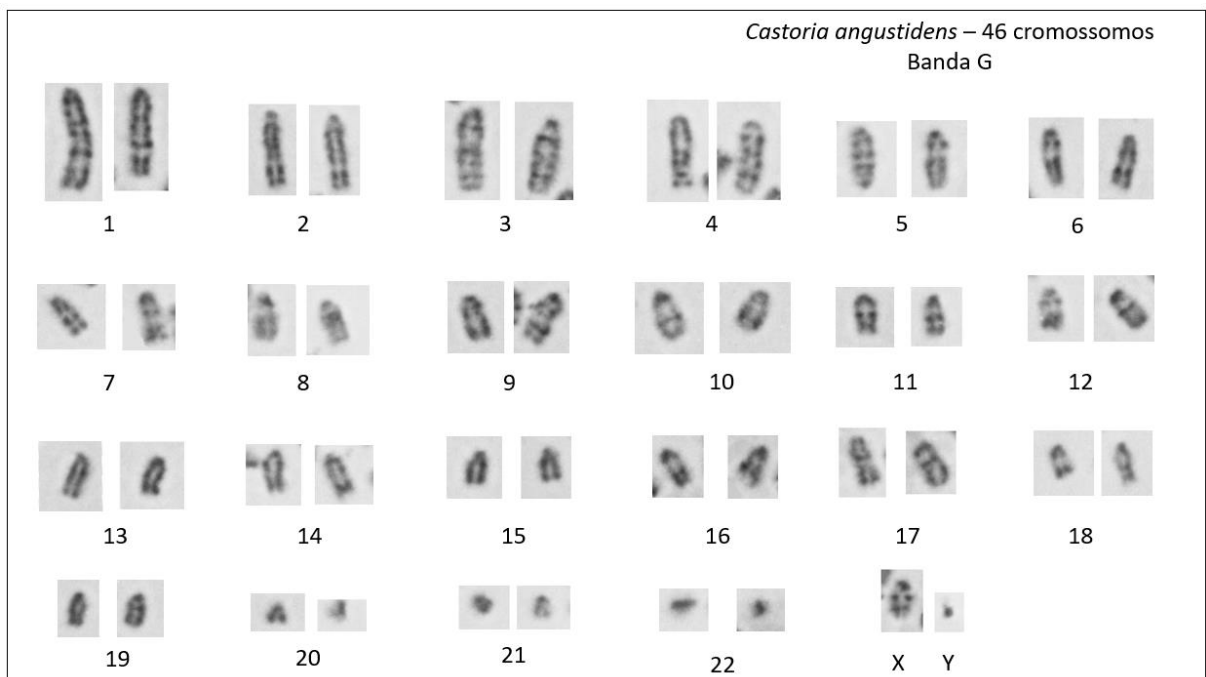 Castoria angustidens – 46 cromossomos
Banda G
1 2 3 4 5 6
7 8 9 10 11 12
13 14 15 16 17 18
19 20 21 22 X Y